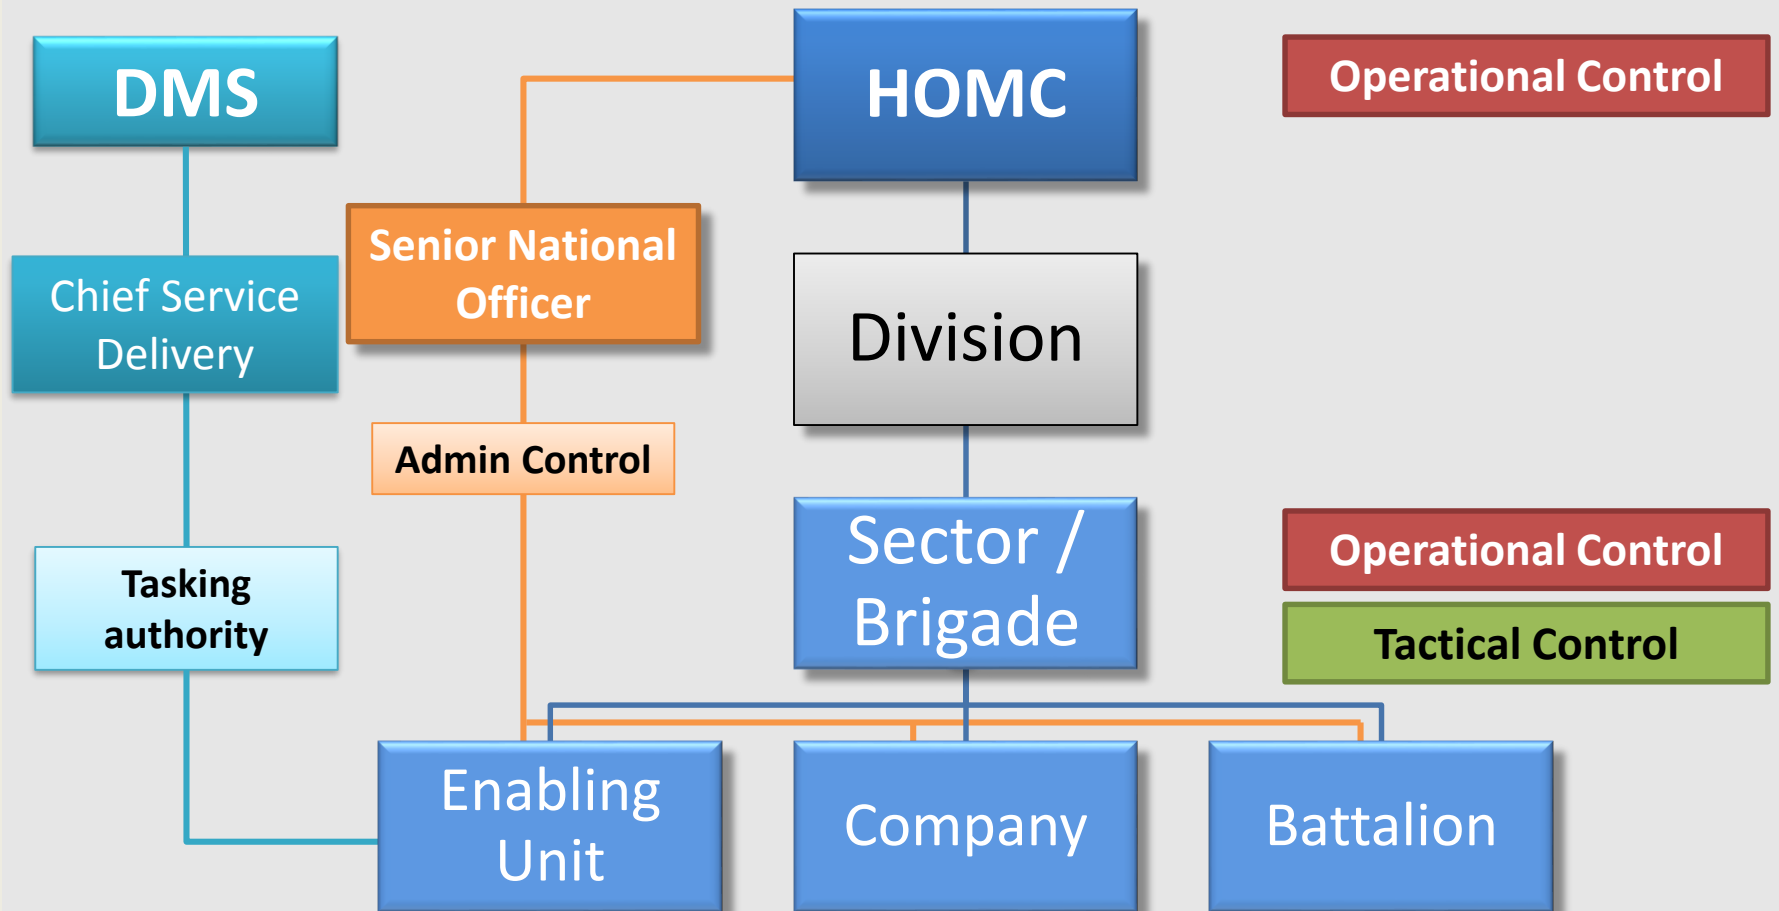 DMS
HOMC
Operational Control
Senior National
Officer
Chief Service
Delivery
Division
Admin Control
Sector /
Brigade
Operational Control
Tasking
authority
Tactical Control
Enabling
Unit
Company
Battalion